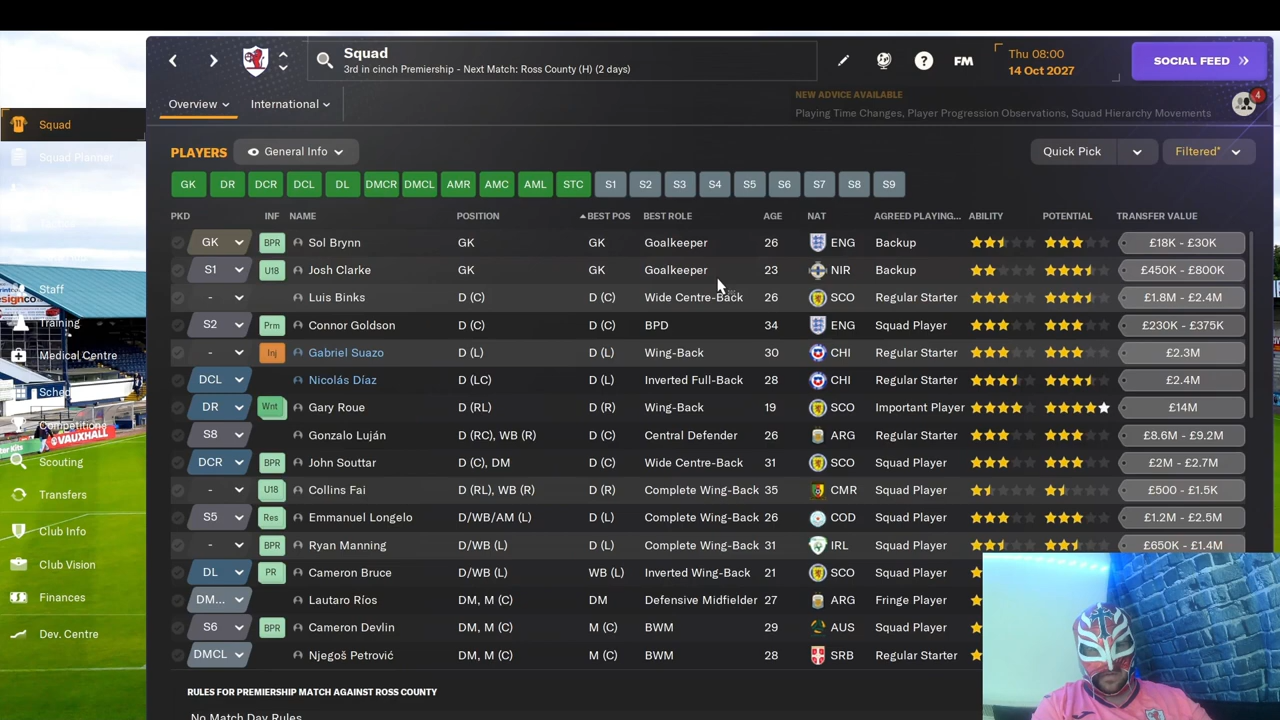 Squad
3rd in cinch Premiership - Next Match: Ross County (H) (2 days)
FM
Thu 08:00
14 Oct 2027
SOCIAL FEED
Overview
International
NEW ADVICE AVAILABLE
Playing Time Changes, Player Progression Observations, Squad Hierarchy Movements
4
Squad
Squad Planner
Staff
Training
Medical Centre
Sched
Competitions
VAUXHALL
Scouting
Transfers
Club Info
Club Vision
Finances
Dev. Centre
PLAYERS
General Info
Quick Pick
Filtered*
GK DR DCR DCL DL DMCR DMCL AMR AMC AML STC S1 S2 S3 S4 S5 S6 S7 S8 S9
PKD INF NAME POSITION BEST POS BEST ROLE AGE NAT AGREED PLAYING... ABILITY POTENTIAL TRANSFER VALUE
GK BPR Sol Brynn GK GK Goalkeeper 26 ENG Backup £18K - £30K
S1 U18 Josh Clarke GK GK Goalkeeper 23 NIR Backup £450K - £800K
- Luis Binks D (C) D (C) Wide Centre-Back 26 SCO Regular Starter £1.8M - £2.4M
S2 Prm Connor Goldson D (C) D (C) BPD 34 ENG Squad Player £230K - £375K
- Inj Gabriel Suazo D (L) D (L) Wing-Back 30 CHI Regular Starter £2.3M
DCL Nicolás Díaz D (LC) D (L) Inverted Full-Back 28 CHI Regular Starter £2.4M
DR Wnt Gary Roue D (RL) D (R) Wing-Back 19 SCO Important Player £14M
S8 Gonzalo Luján D (RC), WB (R) D (C) Central Defender 26 ARG Regular Starter £8.6M - £9.2M
DCR BPR John Souttar D (C), DM D (C) Wide Centre-Back 31 SCO Squad Player £2M - £2.7M
- U18 Collins Fai D (RL), WB (R) D (R) Complete Wing-Back 35 CMR Squad Player £500 - £1.5K
S5 Res Emmanuel Longelo D/WB/AM (L) D (L) Complete Wing-Back 26 COD Squad Player £1.2M - £2.5M
- BPR Ryan Manning D/WB (L) D (L) Complete Wing-Back 31 IRL Squad Player £650K - £1.4M
DL PR Cameron Bruce D/WB (L) WB (L) Inverted Wing-Back 21 SCO Squad Player
DM... Lautaro Ríos DM, M (C) DM Defensive Midfielder 27 ARG Fringe Player
S6 BPR Cameron Devlin DM, M (C) M (C) BWM 29 AUS Squad Player
DMCL Njegoš Petrović DM, M (C) M (C) BWM 28 SRB Regular Starter
RULES FOR PREMIERSHIP MATCH AGAINST ROSS COUNTY
No Match Day Rules